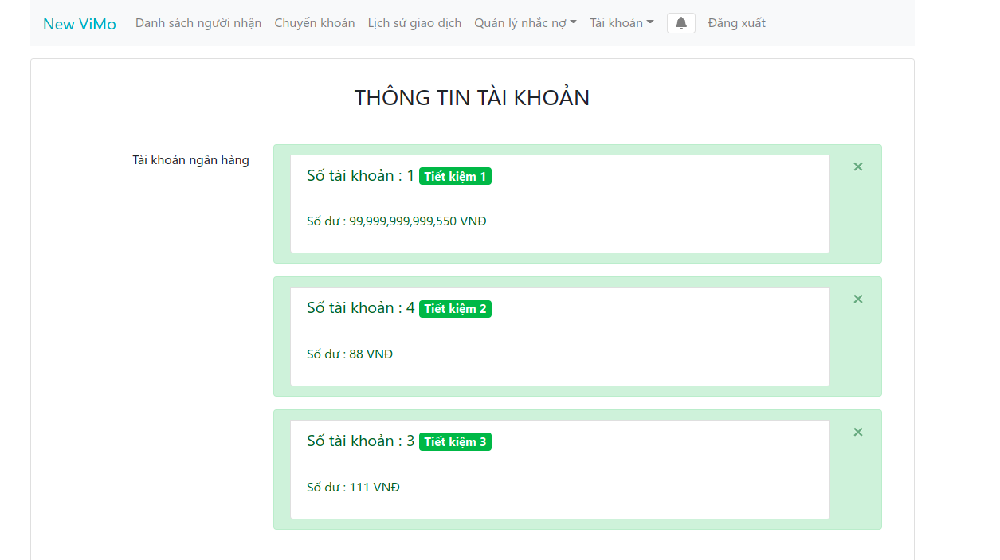 New ViMo Danh sách người nhận Chuyển khoản Lịch sử giao dịch Quản lý nhắc nợ Tài khoản Đăng xuất
THÔNG TIN TÀI KHOẢN
Tài khoản ngân hàng
Số tài khoản : 1 Tiết kiệm 1
Số dư : 99,999,999,999,550 VNĐ
Số tài khoản : 4 Tiết kiệm 2
Số dư : 88 VNĐ
Số tài khoản : 3 Tiết kiệm 3
Số dư : 111 VNĐ